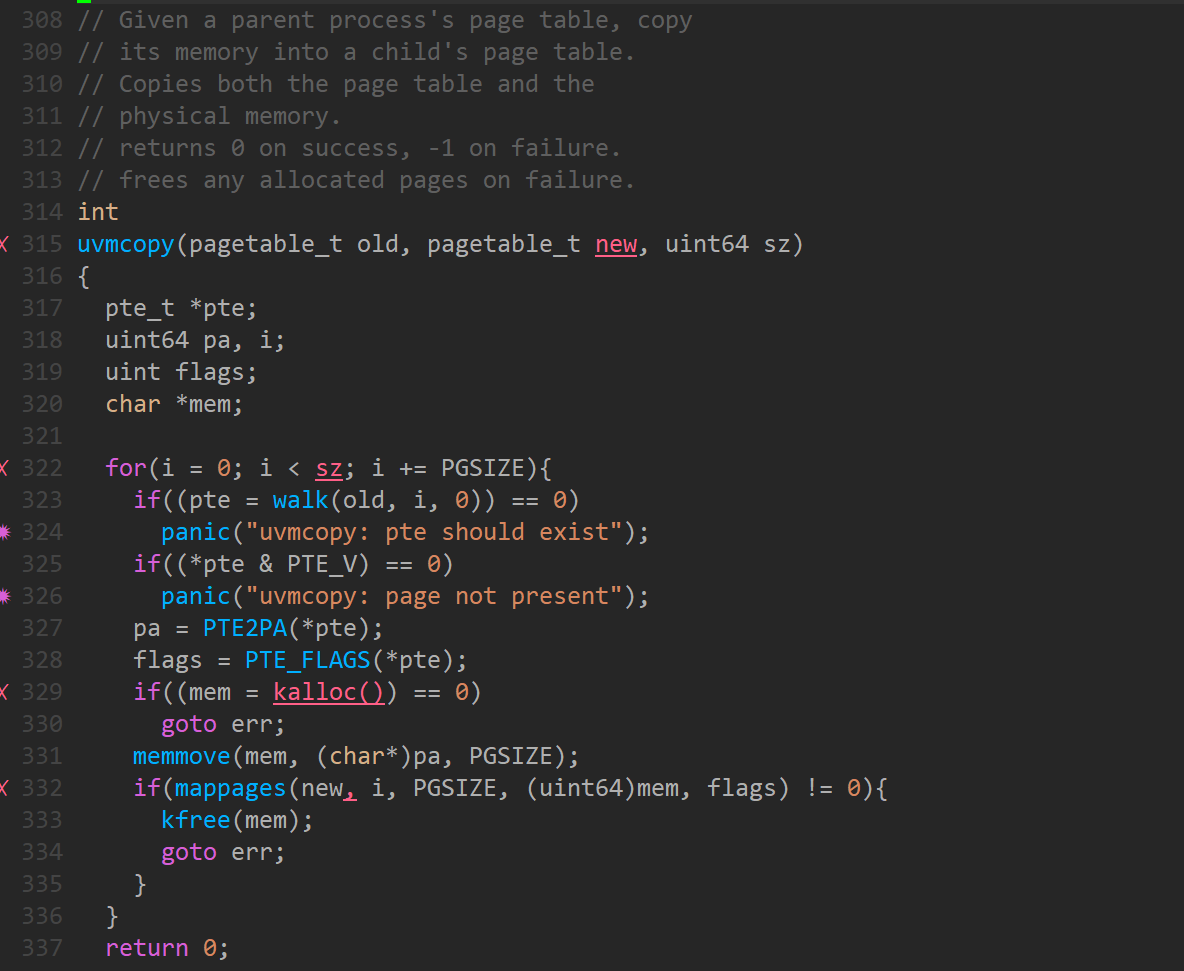 308 // Given a parent process's page table, copy
309 // its memory into a child's page table.
310 // Copies both the page table and the
311 // physical memory.
312 // returns 0 on success, -1 on failure.
313 // frees any allocated pages on failure.
314 int
315 uvmcopy(pagetable_t old, pagetable_t new, uint64 sz)
316 {
317   pte_t *pte;
318   uint64 pa, i;
319   uint flags;
320   char *mem;
321
322   for(i = 0; i < sz; i += PGSIZE){
323     if((pte = walk(old, i, 0)) == 0)
324       panic("uvmcopy: pte should exist");
325     if((*pte & PTE_V) == 0)
326       panic("uvmcopy: page not present");
327     pa = PTE2PA(*pte);
328     flags = PTE_FLAGS(*pte);
329     if((mem = kalloc()) == 0)
330       goto err;
331     memmove(mem, (char*)pa, PGSIZE);
332     if(mappages(new, i, PGSIZE, (uint64)mem, flags) != 0){
333       kfree(mem);
334       goto err;
335     }
336   }
337   return 0;